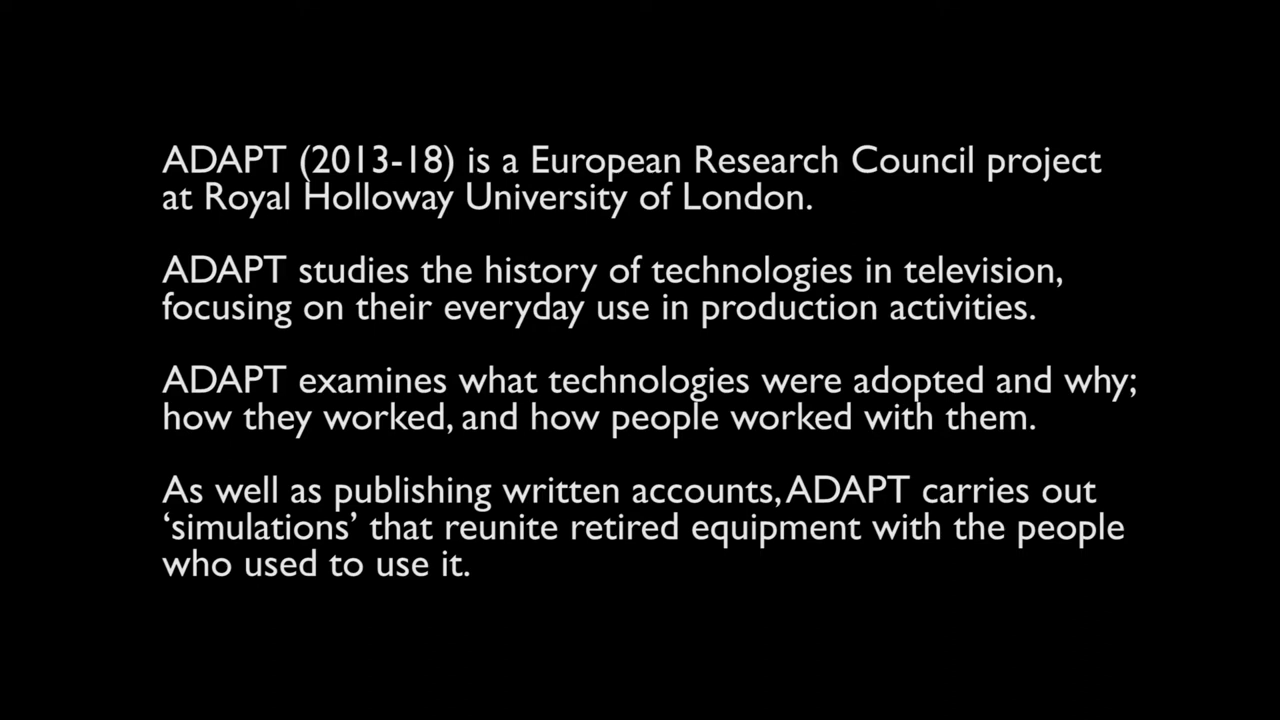 ADAPT (2013-18) is a European Research Council project
at Royal Holloway University of London.
ADAPT studies the history of technologies in television,
focusing on their everyday use in production activities.
ADAPT examines what technologies were adopted and why;
how they worked, and how people worked with them.
As well as publishing written accounts, ADAPT carries out
‘simulations’ that reunite retired equipment with the people
who used to use it.